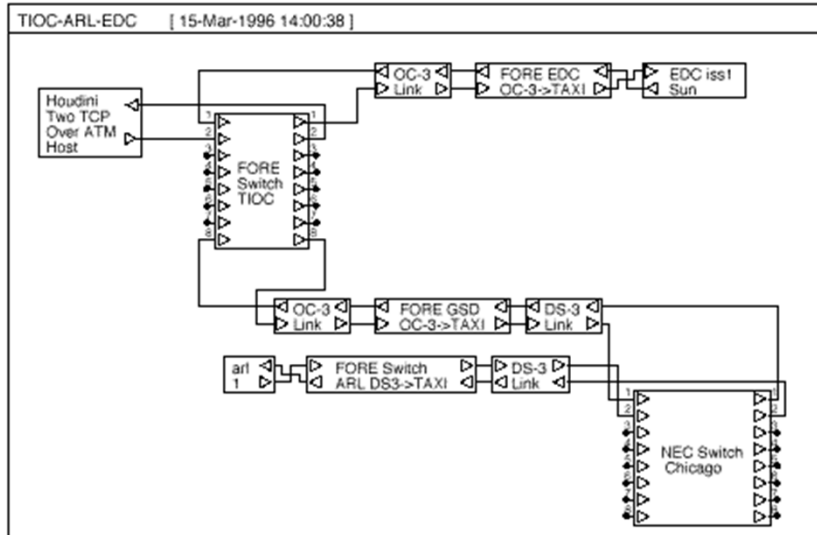 TIOC-ARL-EDC [ 15-Mar-1996 14:00:38 ]
OC-3
Link
FORE EDC
OC-3->TAXI
EDC iss1
Sun
Houdini
Two TCP
Over ATM
Host
1 1
2 2
3 3
4 4
5 5
6 6
7 7
8 8
FORE
Switch
TIOC
OC-3
Link
FORE GSD
OC-3->TAXI
DS-3
Link
arl
1
FORE Switch
ARL DS3->TAXI
DS-3
Link
1 1
2 2
3 3
4 4
5 5
6 6
7 7
8 8
NEC Switch
Chicago